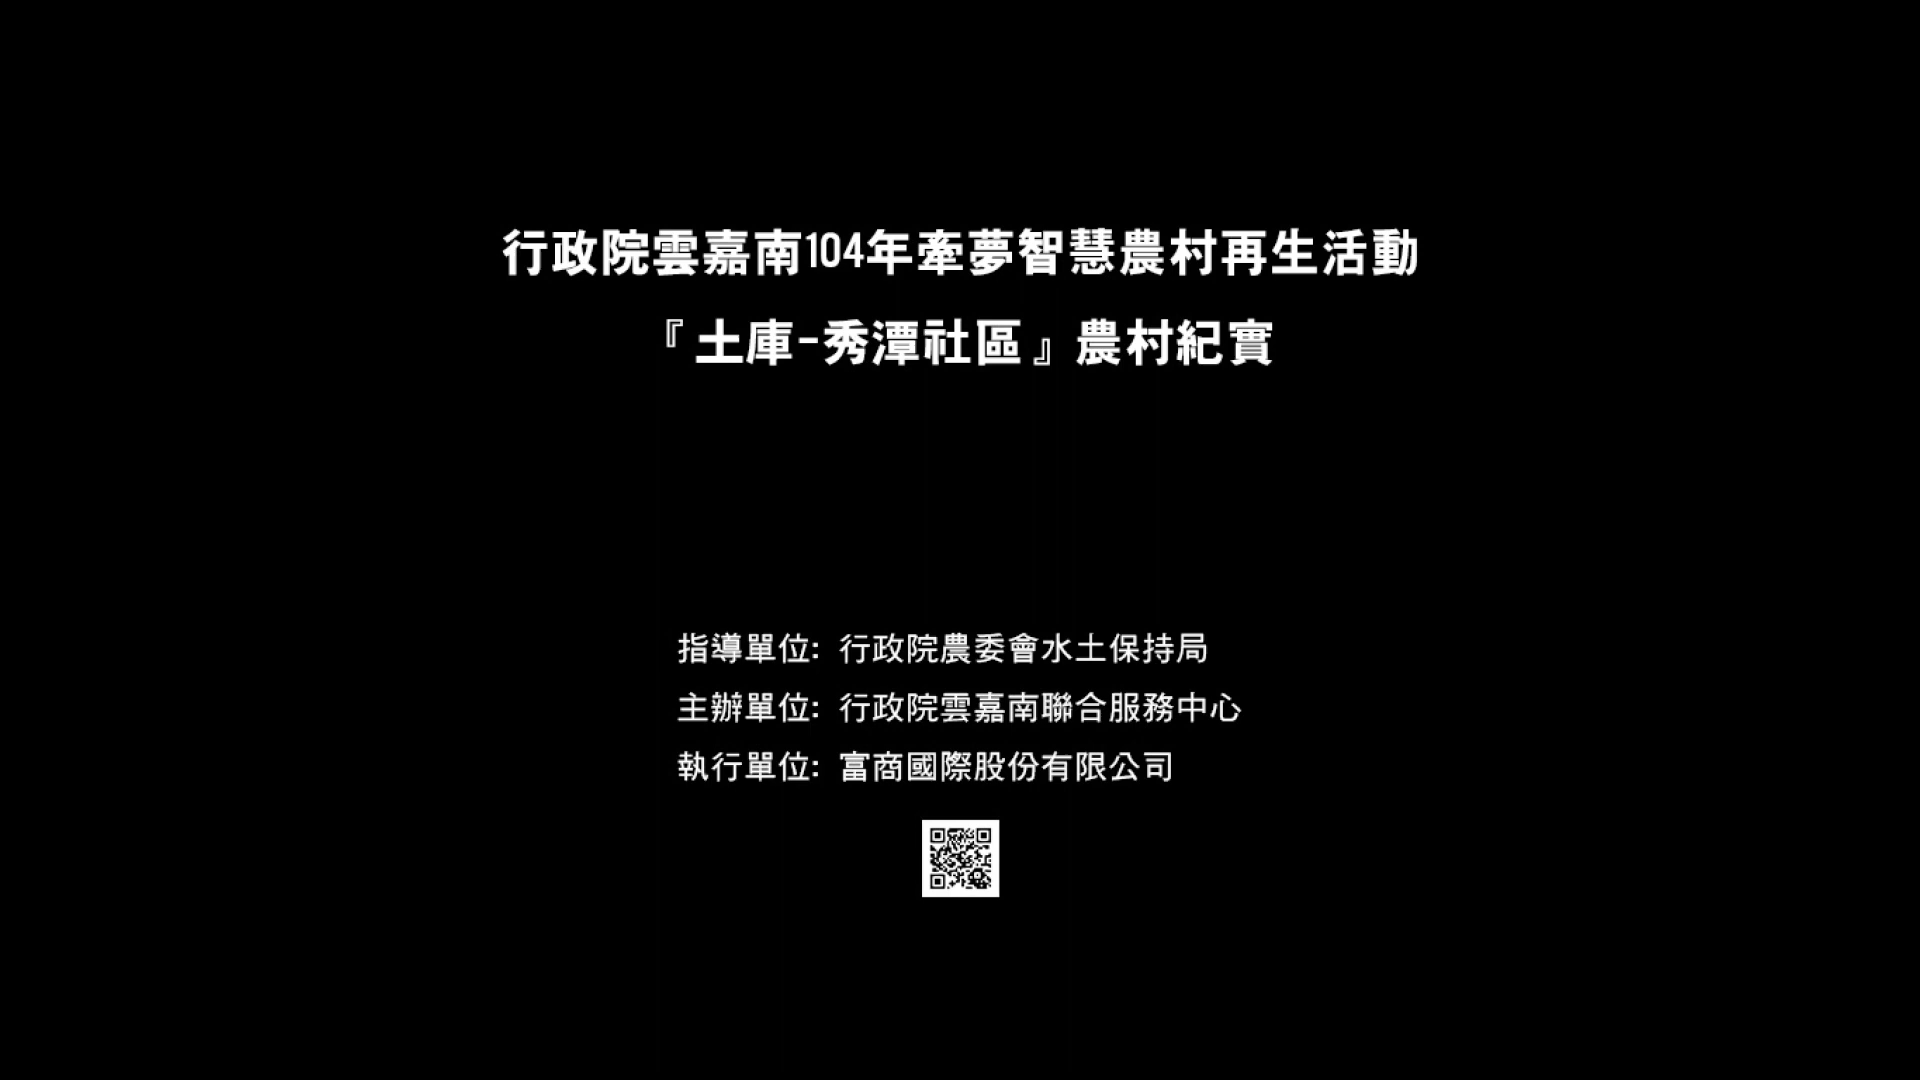 行政院雲嘉南104年牽夢智慧農村再生活動
『土庫-秀潭社區』農村紀實
指導單位: 行政院農委會水土保持局
主辦單位: 行政院雲嘉南聯合服務中心
執行單位: 富商國際股份有限公司